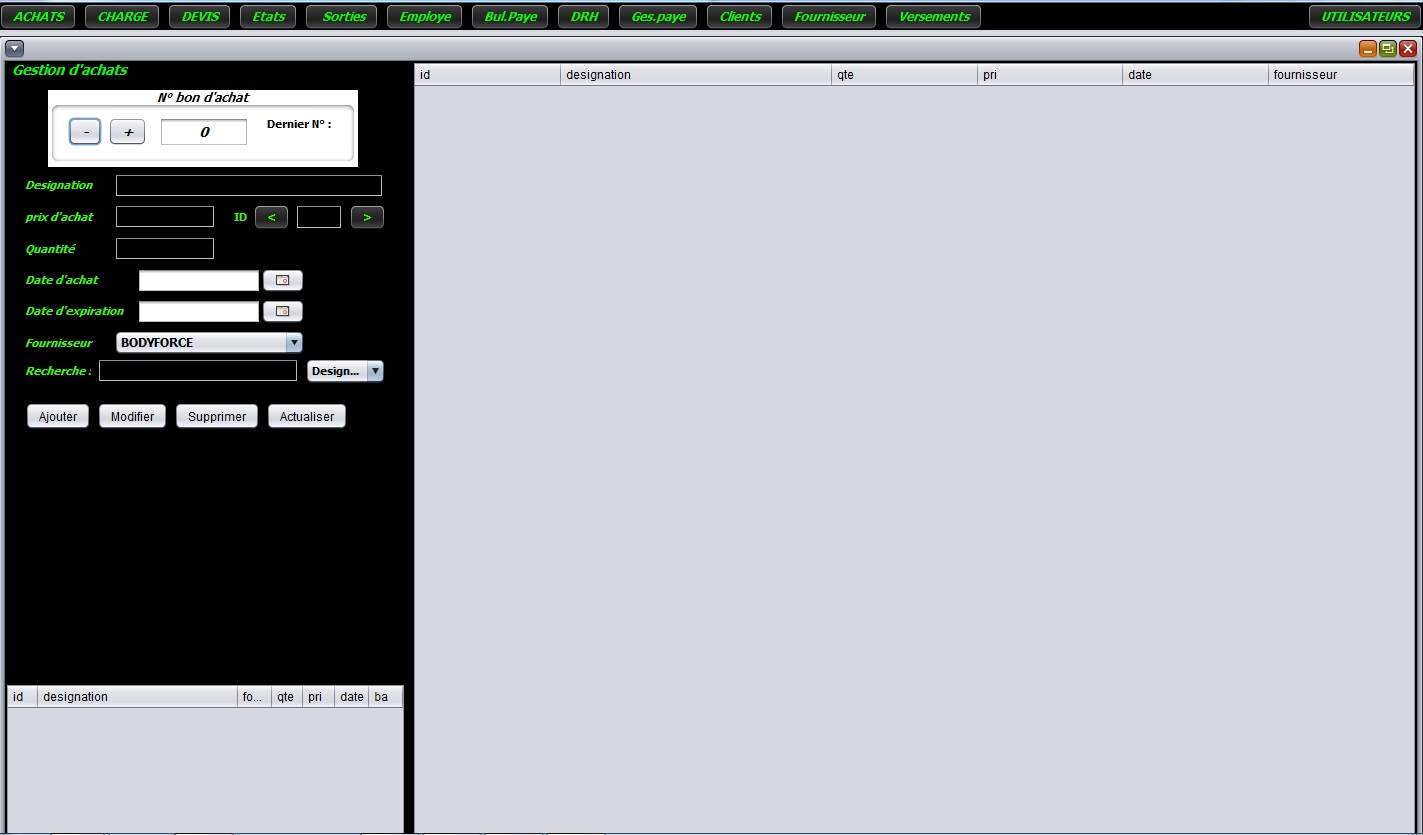 ACHATS CHARGE DEVIS Etats Sorties Employe Bul.Paye DRH Ges.paye Clients Fournisseur Versements UTILISATEURS
Gestion d'achats
N° bon d'achat
- + 0 Dernier N° :
Designation
prix d'achat ID < >
Quantité
Date d'achat
Date d'expiration
Fournisseur BODYFORCE
Recherche : Design...
Ajouter Modifier Supprimer Actualiser
id designation fo... qte pri date ba
id designation qte pri date fournisseur